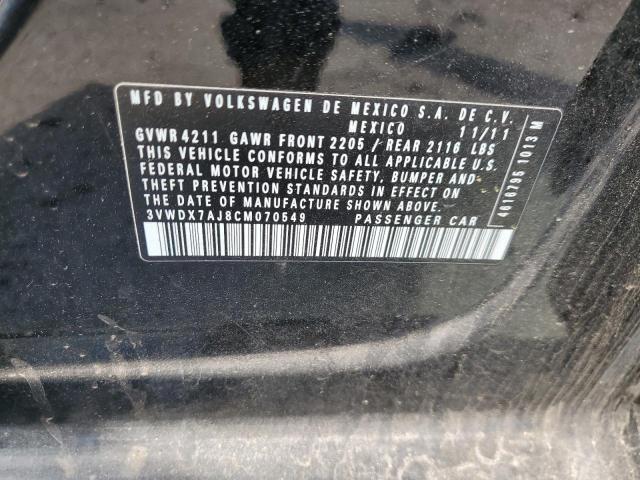 MFD BY VOLKSWAGEN DE MEXICO S.A. DE C.V.
MEXICO 11/11
GVWR 4211 GAWR FRONT 2205 / REAR 2116 LBS
THIS VEHICLE CONFORMS TO ALL APPLICABLE U.S.
FEDERAL MOTOR VEHICLE SAFETY, BUMPER AND
THEFT PREVENTION STANDARDS IN EFFECT ON
THE DATE OF MANUFACTURE SHOWN ABOVE.
3VWDX7AJ8CM070549 PASSENGER CAR
4010795 1013 M